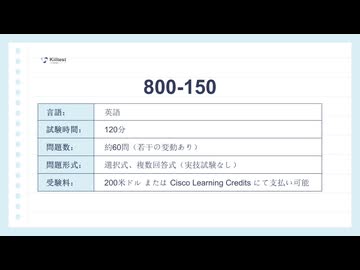 Killtest
800-150
言語： 英語
試験時間： 120分
問題数： 約60問（若干の変動あり）
問題形式： 選択式、複数回答式（実技試験なし）
受験料： 200米ドル または Cisco Learning Credits にて支払い可能